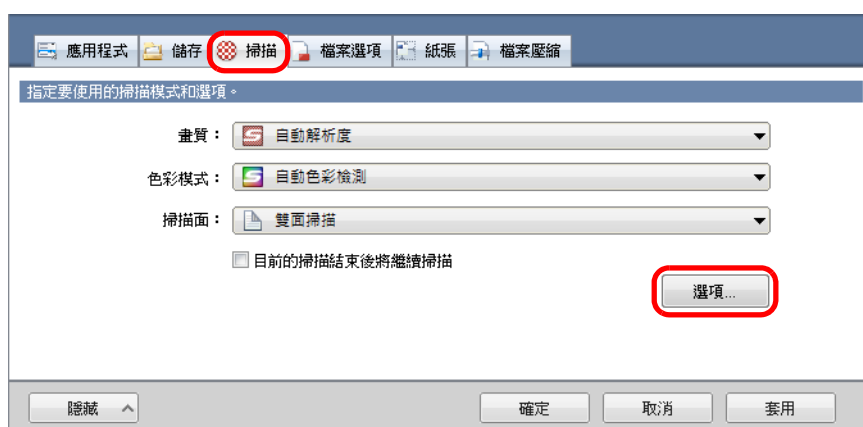 應用程式 儲存 掃描 檔案選項 紙張 檔案壓縮
指定要使用的掃描模式和選項。
畫質： 自動解析度
色彩模式： 自動色彩檢測
掃描面： 雙面掃描
目前的掃描結束後將繼續掃描
選項...
隱藏 確定 取消 套用